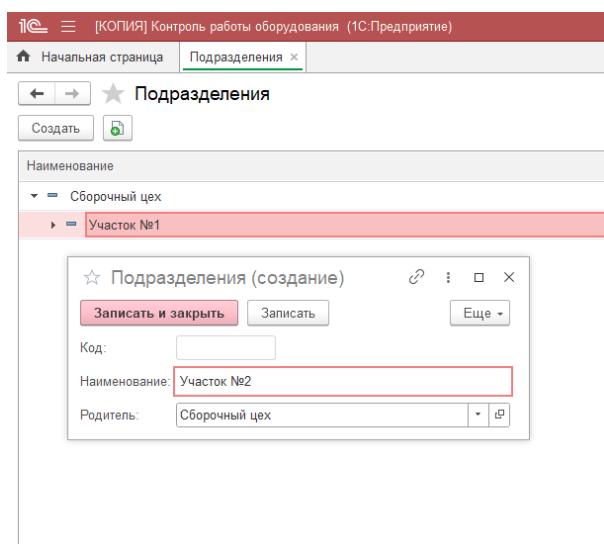 1С [КОПИЯ] Контроль работы оборудования (1С:Предприятие)
Начальная страница Подразделения ×
Подразделения
Создать
Наименование
Сборочный цех
Участок №1
Подразделения (создание)
Записать и закрыть Записать Еще
Код:
Наименование: Участок №2
Родитель: Сборочный цех